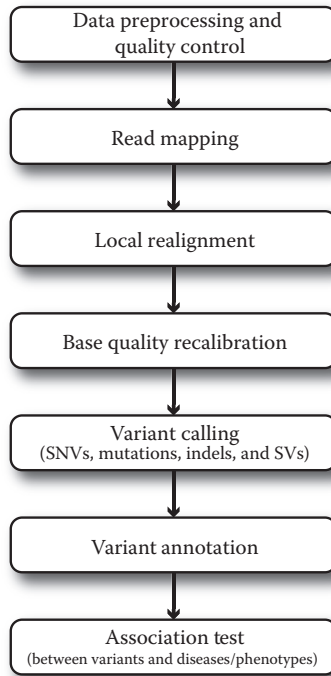 Data preprocessing and
quality control
Read mapping
Local realignment
Base quality recalibration
Variant calling
(SNVs, mutations, indels, and SVs)
Variant annotation
Association test
(between variants and diseases/phenotypes)